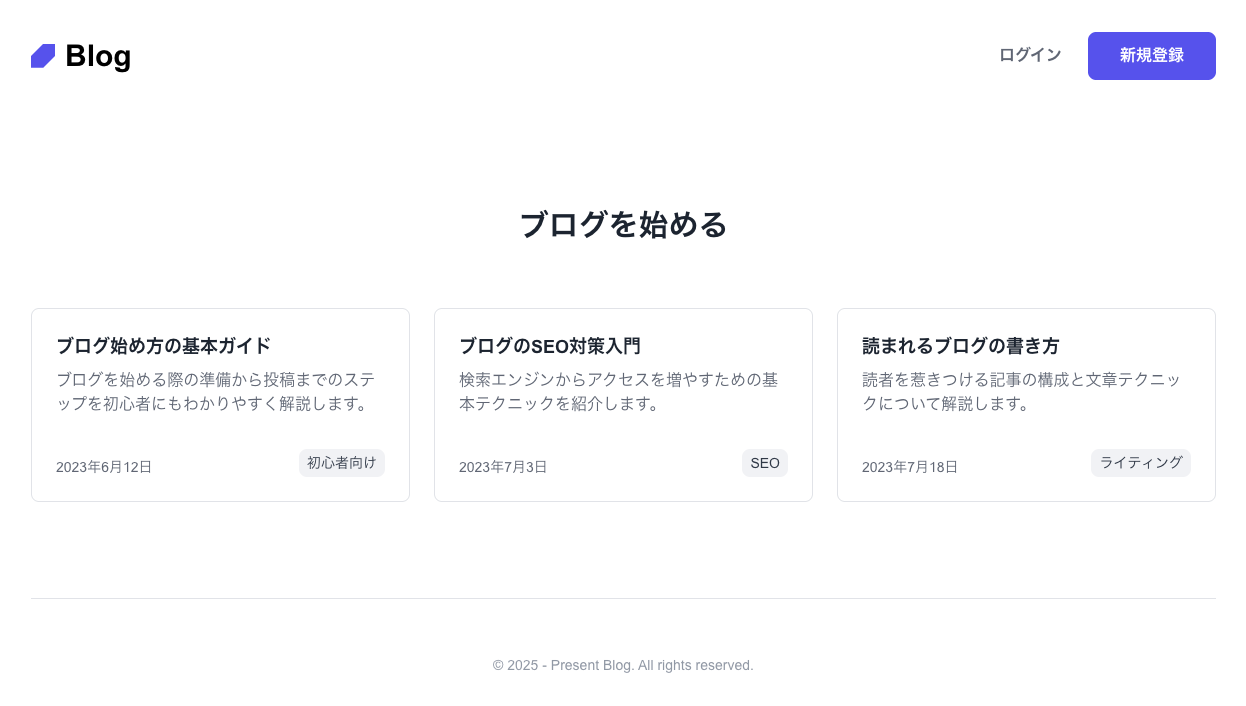 Blog
ログイン
新規登録
ブログを始める
ブログ始め方の基本ガイド
ブログを始める際の準備から投稿までのステ
ップを初心者にもわかりやすく解説します。
2023年6月12日
初心者向け
ブログのSEO対策入門
検索エンジンからアクセスを増やすための基
本テクニックを紹介します。
2023年7月3日
SEO
読まれるブログの書き方
読者を惹きつける記事の構成と文章テクニッ
クについて解説します。
2023年7月18日
ライティング
© 2025 - Present Blog. All rights reserved.